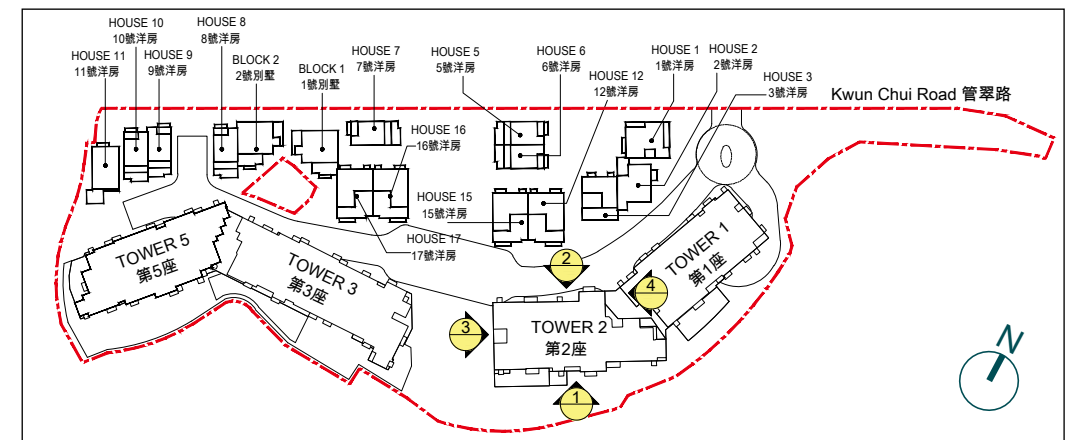 HOUSE 10
10號洋房
HOUSE 8
8號洋房
HOUSE 11
11號洋房
HOUSE 9
9號洋房
BLOCK 2
2號別墅
BLOCK 1
1號別墅
HOUSE 7
7號洋房
HOUSE 5
5號洋房
HOUSE 6
6號洋房
HOUSE 12
12號洋房
HOUSE 1
1號洋房
HOUSE 2
2號洋房
HOUSE 3
3號洋房
Kwun Chui Road 管翠路
HOUSE 16
16號洋房
HOUSE 15
15號洋房
HOUSE 17
17號洋房
TOWER 5
第5座
TOWER 3
第3座
TOWER 2
第2座
TOWER 1
第1座
2
4
3
1
N